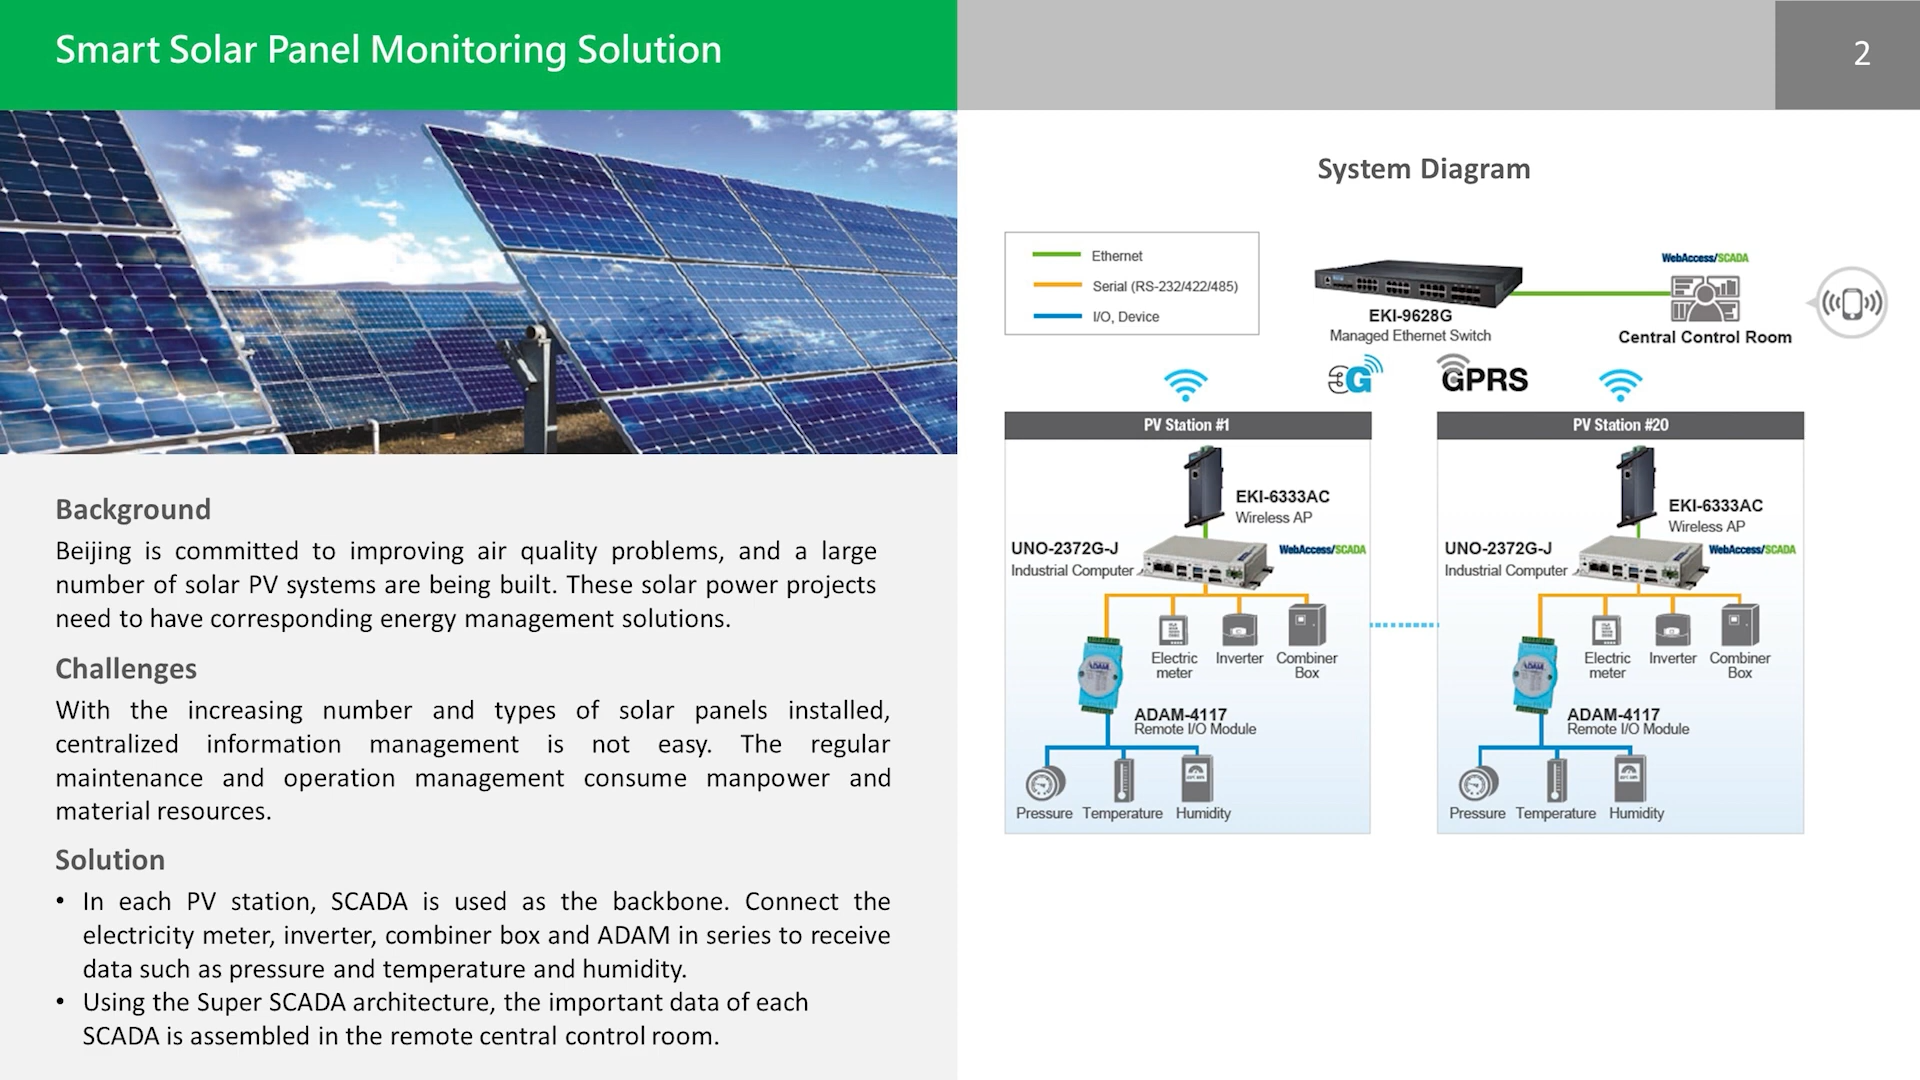 Smart Solar Panel Monitoring Solution
2
Background
Beijing is committed to improving air quality problems, and a large
number of solar PV systems are being built. These solar power projects
need to have corresponding energy management solutions.
Challenges
With the increasing number and types of solar panels installed,
centralized information management is not easy. The regular
maintenance and operation management consume manpower and
material resources.
Solution
• In each PV station, SCADA is used as the backbone. Connect the
electricity meter, inverter, combiner box and ADAM in series to receive
data such as pressure and temperature and humidity.
• Using the Super SCADA architecture, the important data of each
SCADA is assembled in the remote central control room.
System Diagram
Ethernet
Serial (RS-232/422/485)
I/O, Device
EKI-9628G
Managed Ethernet Switch
WebAccess/SCADA
Central Control Room
3G
GPRS
PV Station #1
EKI-6333AC
Wireless AP
UNO-2372G-J
Industrial Computer
WebAccess/SCADA
Electric
meter
Inverter
Combiner
Box
ADAM
ADAM-4117
Remote I/O Module
Pressure
Temperature
Humidity
PV Station #20
EKI-6333AC
Wireless AP
UNO-2372G-J
Industrial Computer
WebAccess/SCADA
Electric
meter
Inverter
Combiner
Box
ADAM
ADAM-4117
Remote I/O Module
Pressure
Temperature
Humidity